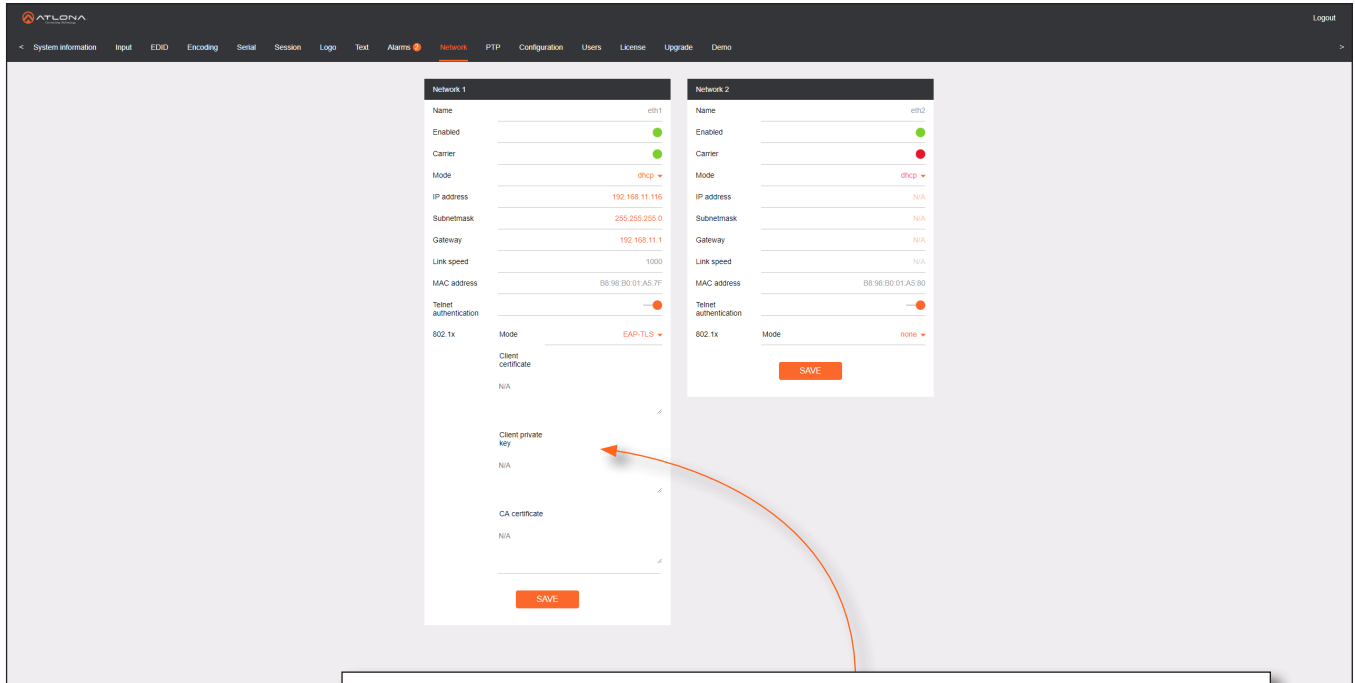 ATLONA
Logout
< System information Input EDID Encoding Serial Session Logo Text Alarms 2 Network PTP Configuration Users License Upgrade Demo >
Network 1
Name eth1
Enabled
Carrier
Mode dhcp
IP address 192.168.11.116
Subnetmask 255.255.255.0
Gateway 192.168.11.1
Link speed 1000
MAC address B8:98:B0:01:A5:7F
Telnet
authentication
802.1x Mode EAP-TLS
Client
certificate
N/A
Client private
key
N/A
CA certificate
N/A
SAVE
Network 2
Name eth2
Enabled
Carrier
Mode dhcp
IP address N/A
Subnetmask N/A
Gateway N/A
Link speed N/A
MAC address B8:98:B0:01:A5:80
Telnet
authentication
802.1x Mode none
SAVE